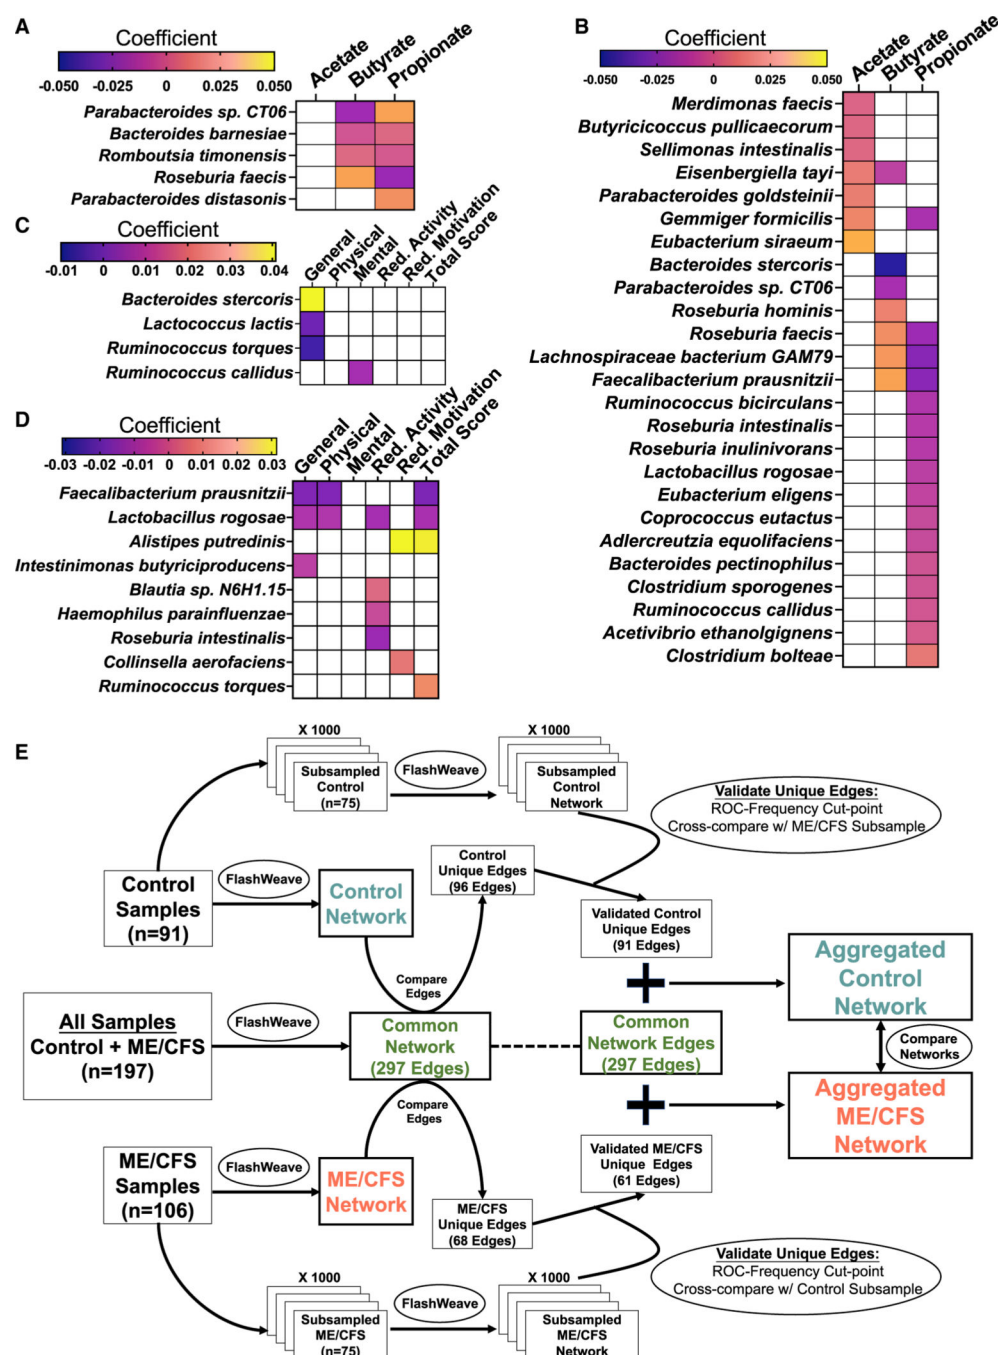 A
Coefficient
-0.050 -0.025 0 0.025 0.050
Acetate
Butyrate
Propionate
Parabacteroides sp. CT06
Bacteroides barnesiae
Romboutsia timonensis
Roseburia faecis
Parabacteroides distasonis
B
Coefficient
-0.050 -0.025 0 0.025 0.050
Acetate
Butyrate
Propionate
Merdimonas faecis
Butyricicoccus pullicaecorum
Sellimonas intestinalis
Eisenbergiella tayi
Parabacteroides goldsteinii
Gemmiger formicilis
Eubacterium siraeum
Bacteroides stercoris
Parabacteroides sp. CT06
Roseburia hominis
Roseburia faecis
Lachnospiraceae bacterium GAM79
Faecalibacterium prausnitzii
Ruminococcus bicirculans
Roseburia intestinalis
Roseburia inulinivorans
Lactobacillus rogosae
Eubacterium eligens
Coprococcus eutactus
Adlercreutzia equolifaciens
Bacteroides pectinophilus
Clostridium sporogenes
Ruminococcus callidus
Acetivibrio ethanolgignens
Clostridium bolteae
C
Coefficient
-0.01 0 0.01 0.02 0.03 0.04
General
Physical
Mental
Red. Activity
Red. Motivation
Total Score
Bacteroides stercoris
Lactococcus lactis
Ruminococcus torques
Ruminococcus callidus
D
Coefficient
-0.03 -0.02 -0.01 0 0.01 0.02 0.03
General
Physical
Mental
Red. Activity
Red. Motivation
Total Score
Faecalibacterium prausnitzii
Lactobacillus rogosae
Alistipes putredinis
Intestinimonas butyriciproducens
Blautia sp. N6H1.15
Haemophilus parainfluenzae
Roseburia intestinalis
Collinsella aerofaciens
Ruminococcus torques
E
X 1000
Subsampled
Control
(n=75)
FlashWeave
X 1000
Subsampled
Control
Network
Validate Unique Edges:
ROC-Frequency Cut-point
Cross-compare w/ ME/CFS Subsample
Control
Samples
(n=91)
FlashWeave
Control
Network
Control
Unique Edges
(96 Edges)
Compare
Edges
Validated Control
Unique Edges
(91 Edges)
Aggregated
Control
Network
All Samples
Control + ME/CFS
(n=197)
FlashWeave
Common
Network
(297 Edges)
Common
Network Edges
(297 Edges)
Compare
Networks
Compare
Edges
Aggregated
ME/CFS
Network
ME/CFS
Samples
(n=106)
FlashWeave
ME/CFS
Network
ME/CFS
Unique Edges
(68 Edges)
Validated ME/CFS
Unique Edges
(61 Edges)
X 1000
Subsampled
ME/CFS
(n=75)
FlashWeave
X 1000
Subsampled
ME/CFS
Network
Validate Unique Edges:
ROC-Frequency Cut-point
Cross-compare w/ Control Subsample